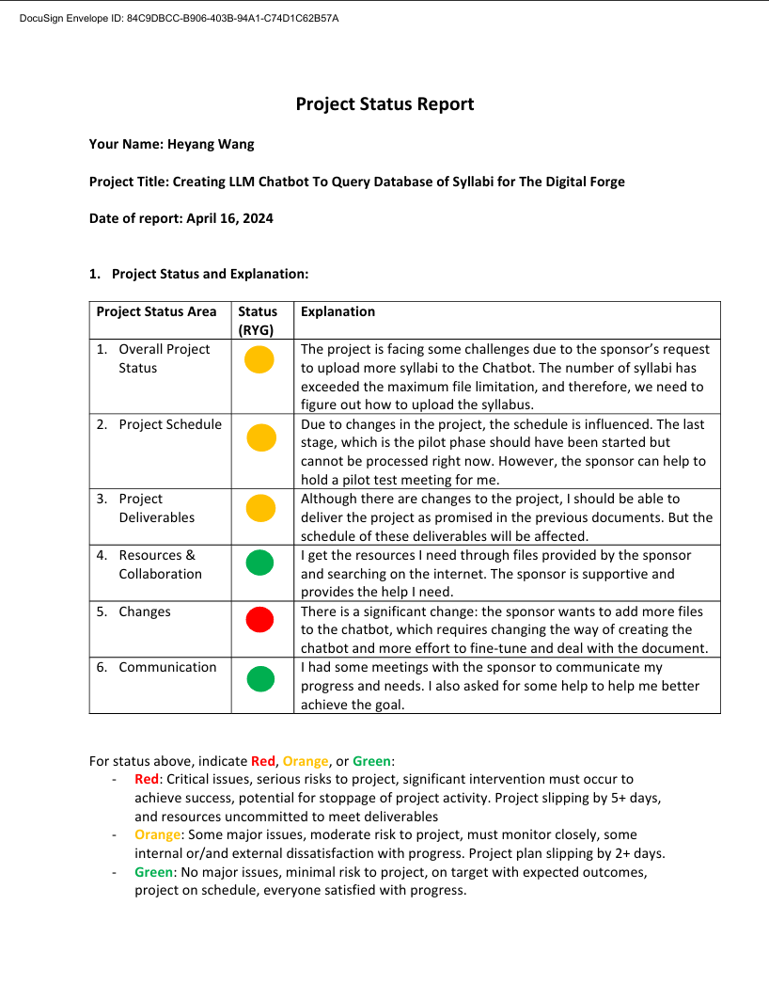 DocuSign Envelope ID: 84C9DBCC-B906-403B-94A1-C74D1C62B57A
Project Status Report
Your Name: Heyang Wang
Project Title: Creating LLM Chatbot To Query Database of Syllabi for The Digital Forge
Date of report: April 16, 2024
1. Project Status and Explanation:
Project Status Area
Status
(RYG)
Explanation
1. Overall Project
Status
The project is facing some challenges due to the sponsor’s request
to upload more syllabi to the Chatbot. The number of syllabi has
exceeded the maximum file limitation, and therefore, we need to
figure out how to upload the syllabus.
2. Project Schedule
Due to changes in the project, the schedule is influenced. The last
stage, which is the pilot phase should have been started but
cannot be processed right now. However, the sponsor can help to
hold a pilot test meeting for me.
3. Project
Deliverables
Although there are changes to the project, I should be able to
deliver the project as promised in the previous documents. But the
schedule of these deliverables will be affected.
4. Resources &
Collaboration
I get the resources I need through files provided by the sponsor
and searching on the internet. The sponsor is supportive and
provides the help I need.
5. Changes
There is a significant change: the sponsor wants to add more files
to the chatbot, which requires changing the way of creating the
chatbot and more effort to fine-tune and deal with the document.
6. Communication
I had some meetings with the sponsor to communicate my
progress and needs. I also asked for some help to help me better
achieve the goal.
For status above, indicate Red, Orange, or Green:
- Red: Critical issues, serious risks to project, significant intervention must occur to
achieve success, potential for stoppage of project activity. Project slipping by 5+ days,
and resources uncommitted to meet deliverables
- Orange: Some major issues, moderate risk to project, must monitor closely, some
internal or/and external dissatisfaction with progress. Project plan slipping by 2+ days.
- Green: No major issues, minimal risk to project, on target with expected outcomes,
project on schedule, everyone satisfied with progress.